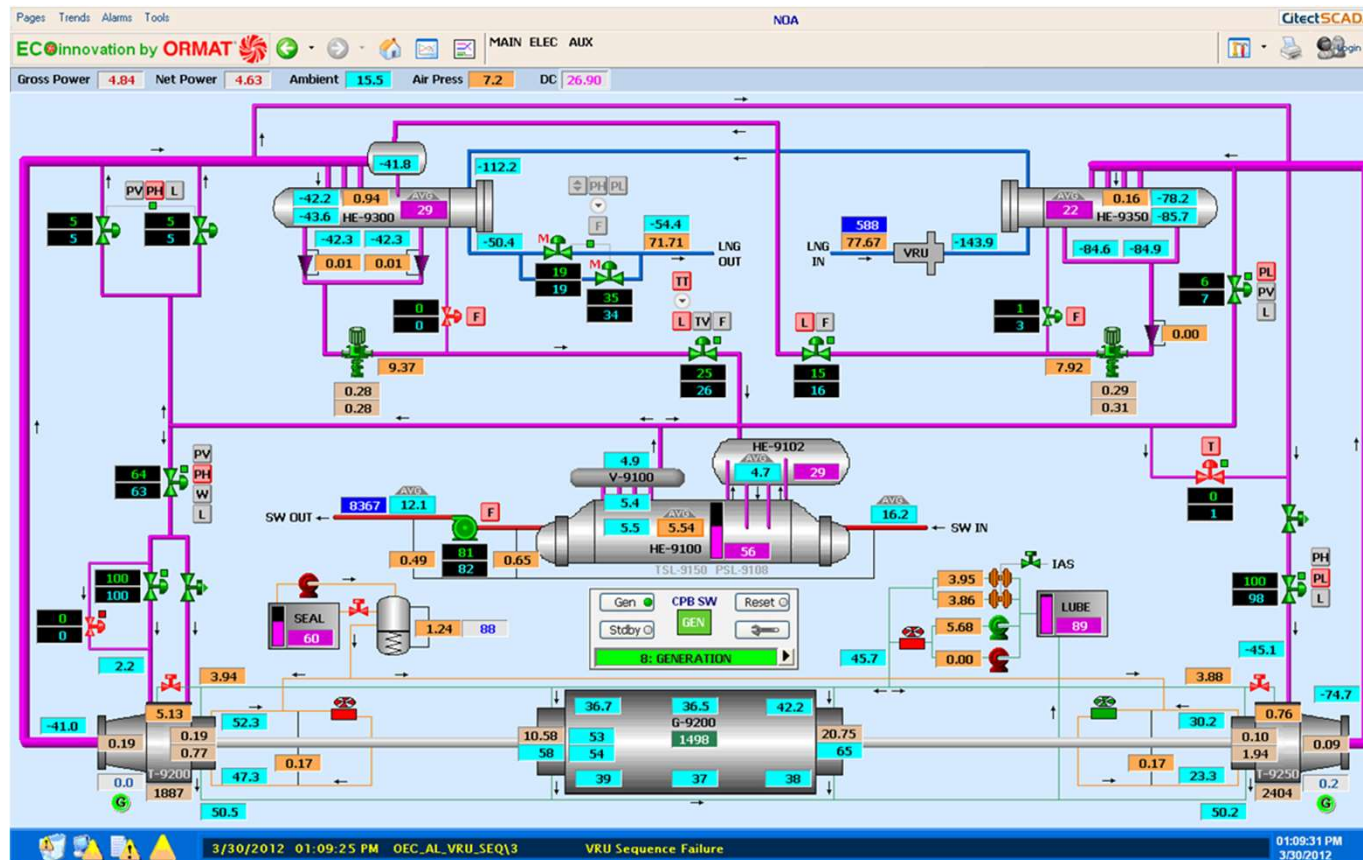 Pages Trends Alarms Tools
NOA
CitectSCAD
ECOinnovation by ORMAT
MAIN ELEC AUX
Login
Gross Power 4.84 Net Power 4.63 Ambient 15.5 Air Press 7.2 DC 26.90
-41.8
-112.2
PV PH L
-42.2 0.94 AVG 29
-43.6 HE-9300
PH PL
F
AVG 22 0.16 -78.2
HE-9350 -85.7
5 5
5 5
-42.3 -42.3
0.01 0.01
-50.4
-54.4
71.71
LNG OUT
LNG IN
588
77.67
VRU
-143.9
-84.6 -84.9
M
19
19
M
35
34
TT
6
7
PL
PV
L
0
0
F
L TV F
L F
1
3
F
0.00
9.37
25
26
15
16
7.92
0.28
0.28
0.29
0.31
HE-9102
AVG
4.7 29
T
0
1
64
63
PV
PH
W
L
4.9
V-9100
8367
AVG
12.1
F
5.4
5.5
AVG
5.54
AVG
16.2
SW OUT
SW IN
HE-9100
56
81
82
0.49
0.65
TSL-9150 PSL-9108
100
100
0
0
2.2
SEAL
60
1.24 88
Gen CPB SW Reset
Stdby GEN
8: GENERATION
IAS
3.95
3.86
5.68
0.00
LUBE
89
45.7
100
98
PH
PL
L
-45.1
3.94
3.88
-74.7
-41.0
5.13
52.3
36.7 36.5 42.2
G-9200
30.2
0.76
0.19
0.19
0.77
10.58
58
53
54
1498
20.75
65
0.10
1.94
0.09
T-9200
0.17
47.3
39 37 38
0.17
23.3
T-9250
0.0
1887
G
50.5
50.2
2404
0.2
G
3/30/2012 01:09:25 PM OEC_AL_VRU_SEQ\3 VRU Sequence Failure
01:09:31 PM
3/30/2012